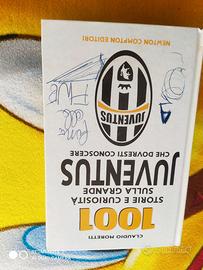 CLAUDIO MORETTI
1001
STORIE E CURIOSITÀ
SULLA GRANDE
JUVENTUS
CHE DOVRESTI CONOSCERE
JUVENTUS
NEWTON COMPTON EDITORI